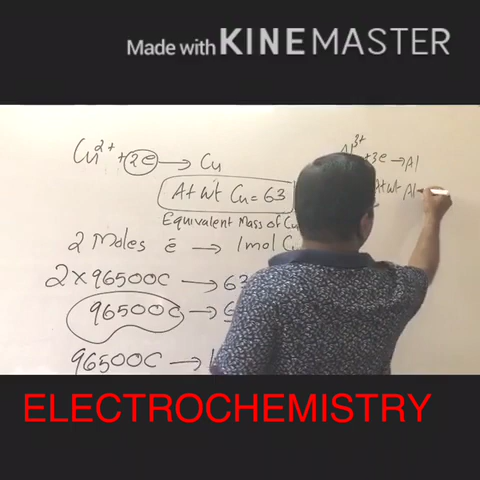 Made with KINEMASTER
Cu²⁺ + 2e → Cu
Al³⁺ + 3e → Al
At Wt Cu = 63
At Wt Al
Equivalent Mass of Cu
2 Moles ē → 1 mol C
2 × 96500C → 63
96500C →
96500C →
ELECTROCHEMISTRY